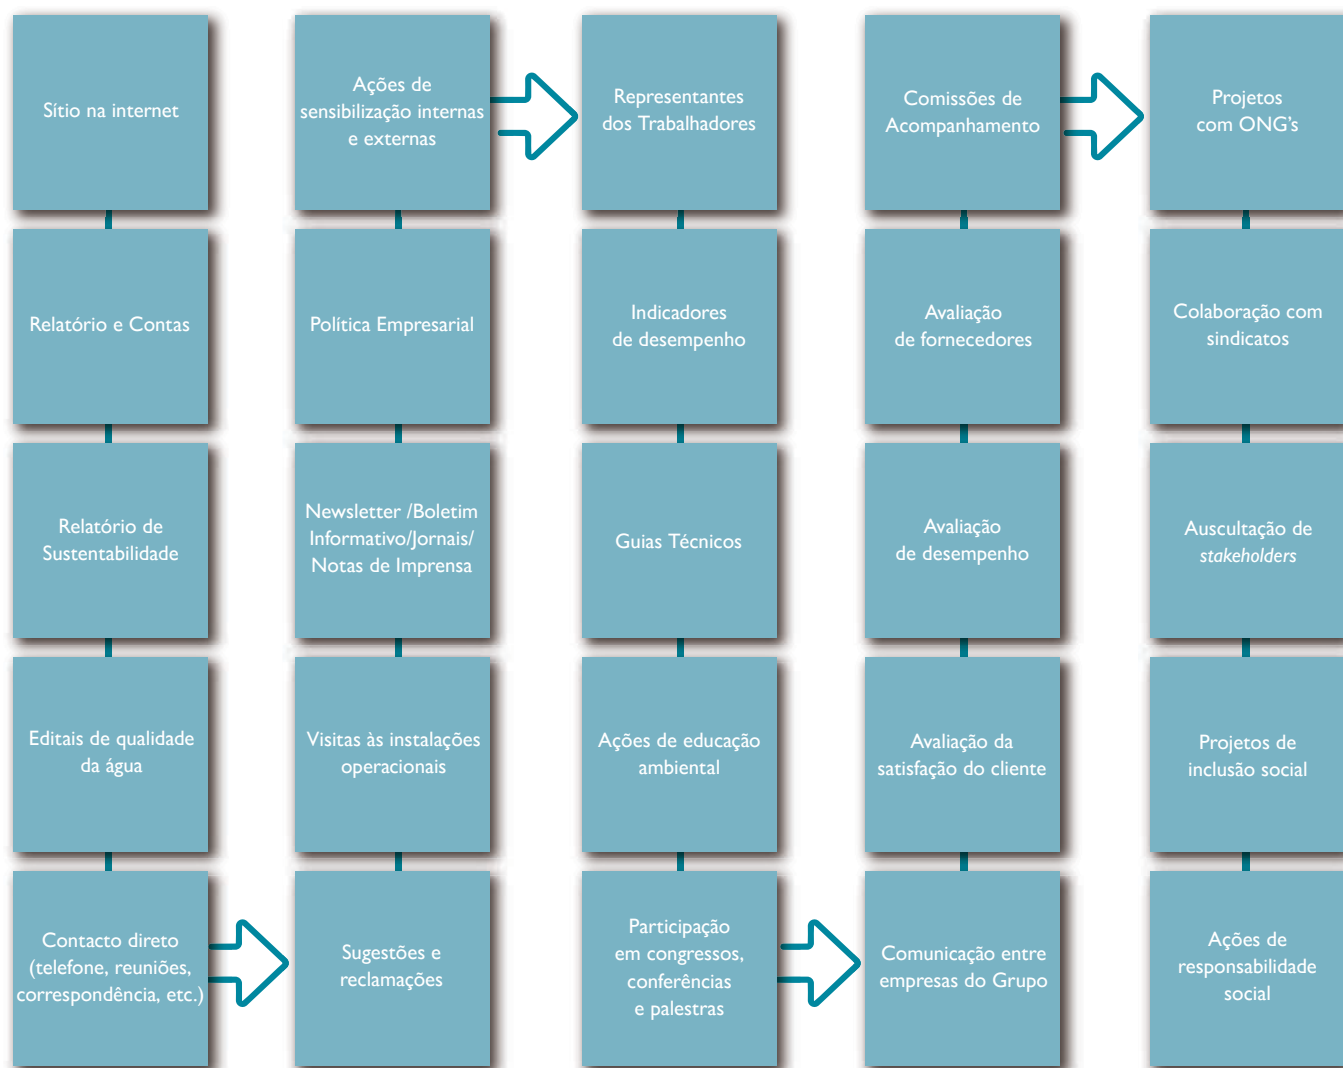 Sítio na internet
Relatório e Contas
Relatório de
Sustentabilidade
Editais de qualidade
da água
Contacto direto
(telefone, reuniões,
correspondência, etc.)
Sugestões e
reclamações
Visitas às instalações
operacionais
Newsletter /Boletim
Informativo/Jornais/
Notas de Imprensa
Política Empresarial
Ações de
sensibilização internas
e externas
Representantes
dos Trabalhadores
Indicadores
de desempenho
Guias Técnicos
Ações de educação
ambiental
Participação
em congressos,
conferências
e palestras
Comunicação entre
empresas do Grupo
Avaliação da
satisfação do cliente
Avaliação
de desempenho
Avaliação
de fornecedores
Comissões de
Acompanhamento
Projetos
com ONG’s
Colaboração com
sindicatos
Auscultação de
stakeholders
Projetos de
inclusão social
Ações de
responsabilidade
social